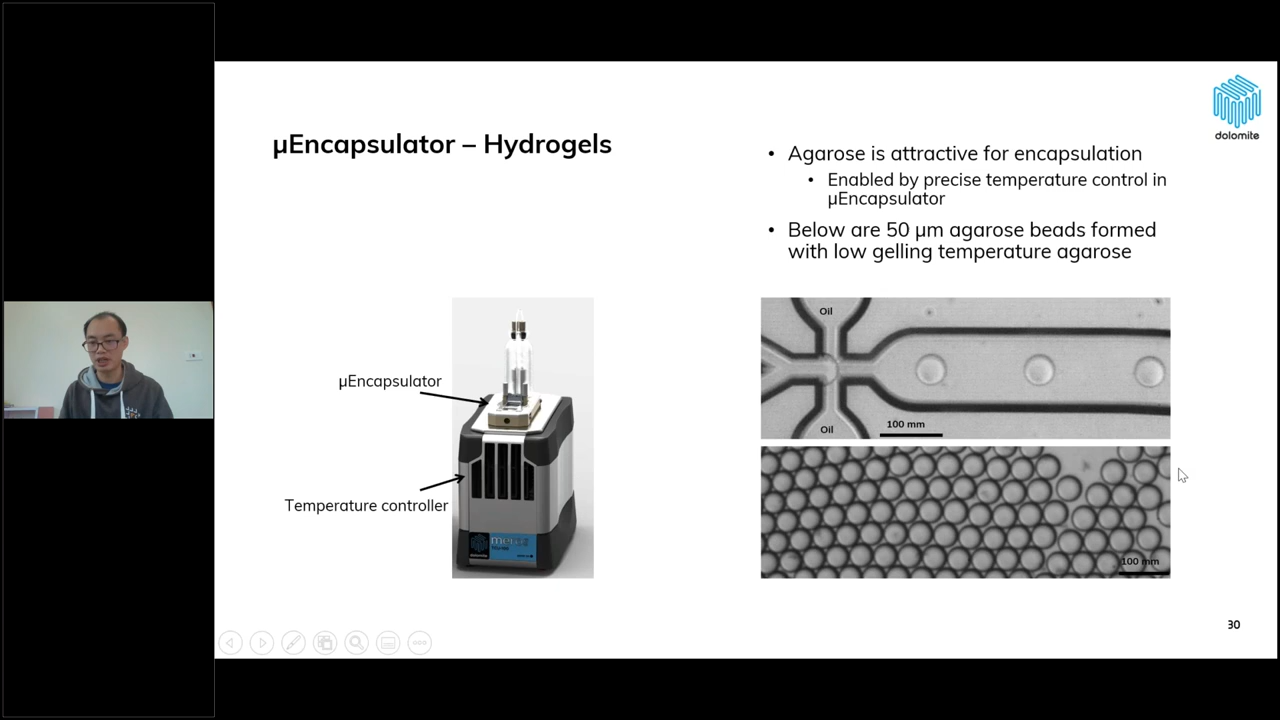 dolomite
µEncapsulator – Hydrogels
• Agarose is attractive for encapsulation
• Enabled by precise temperature control in
µEncapsulator
• Below are 50 µm agarose beads formed
with low gelling temperature agarose
µEncapsulator
Temperature controller
dolomite
Oil
Oil
100 mm
100 mm
30